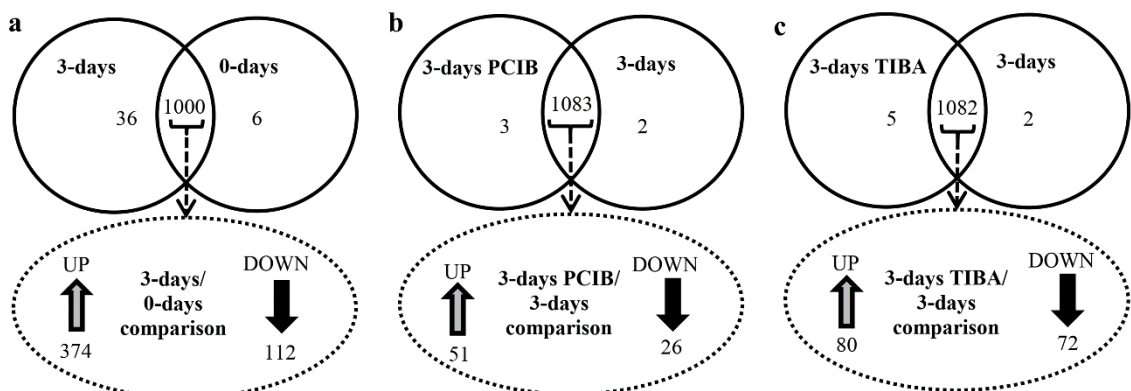 a
3-days
0-days
36
1000
6
UP
DOWN
3-days/
0-days
comparison
374
112
b
3-days PCIB
3-days
3
1083
2
UP
DOWN
3-days PCIB/
3-days
comparison
51
26
c
3-days TIBA
3-days
5
1082
2
UP
DOWN
3-days TIBA/
3-days
comparison
80
72